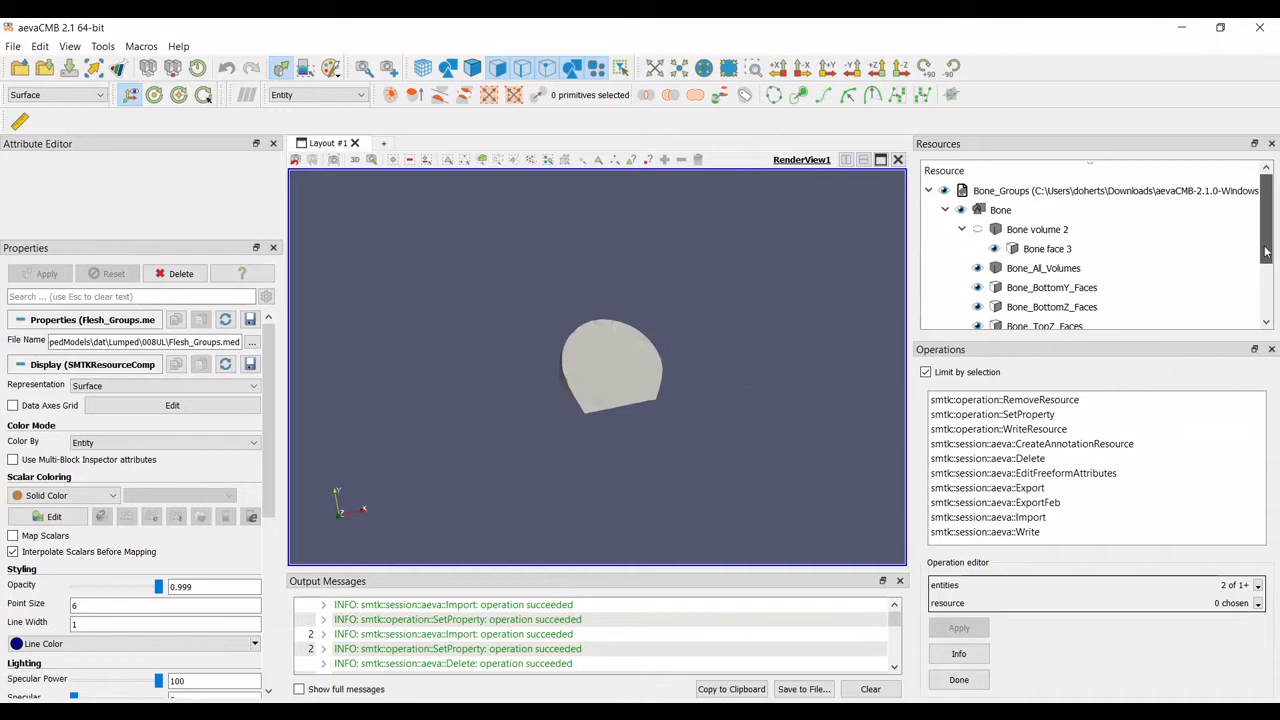 aevaCMB 2.1 64-bit
File Edit View Tools Macros Help
+X -X +Y -Y +Z -Z +90 -90
Surface Entity 0 primitives selected
Attribute Editor
Layout #1
Resources
3D RenderView1
Resource
Bone_Groups (C:\Users\doherts\Downloads\aevaCMB-2.1.0-Windows
Bone
Bone volume 2
Bone face 3
Bone_All_Volumes
Bone_BottomY_Faces
Bone_BottomZ_Faces
Bone_TopZ_Faces
Properties
Apply Reset Delete ?
Search ... (use Esc to clear text)
Properties (Flesh_Groups.me
File Name pedModels\dat\Lumped\008UL\Flesh_Groups.med ...
Display (SMTKResourceComp
Representation Surface
Data Axes Grid Edit
Color Mode
Color By Entity
Use Multi-Block Inspector attributes
Scalar Coloring
Solid Color
Edit
Map Scalars
Interpolate Scalars Before Mapping
Styling
Opacity 0.999
Point Size 6
Line Width 1
Line Color
Lighting
Specular Power 100
Specular
Y
X
Z
Operations
Limit by selection
smtk::operation::RemoveResource
smtk::operation::SetProperty
smtk::operation::WriteResource
smtk::session::aeva::CreateAnnotationResource
smtk::session::aeva::Delete
smtk::session::aeva::EditFreeformAttributes
smtk::session::aeva::Export
smtk::session::aeva::ExportFeb
smtk::session::aeva::Import
smtk::session::aeva::Write
Operation editor
entities 2 of 1+
resource 0 chosen
Apply
Info
Done
Output Messages
INFO: smtk::session::aeva::Import: operation succeeded
INFO: smtk::operation::SetProperty: operation succeeded
2 INFO: smtk::session::aeva::Import: operation succeeded
2 INFO: smtk::operation::SetProperty: operation succeeded
INFO: smtk::session::aeva::Delete: operation succeeded
Show full messages Copy to Clipboard Save to File... Clear